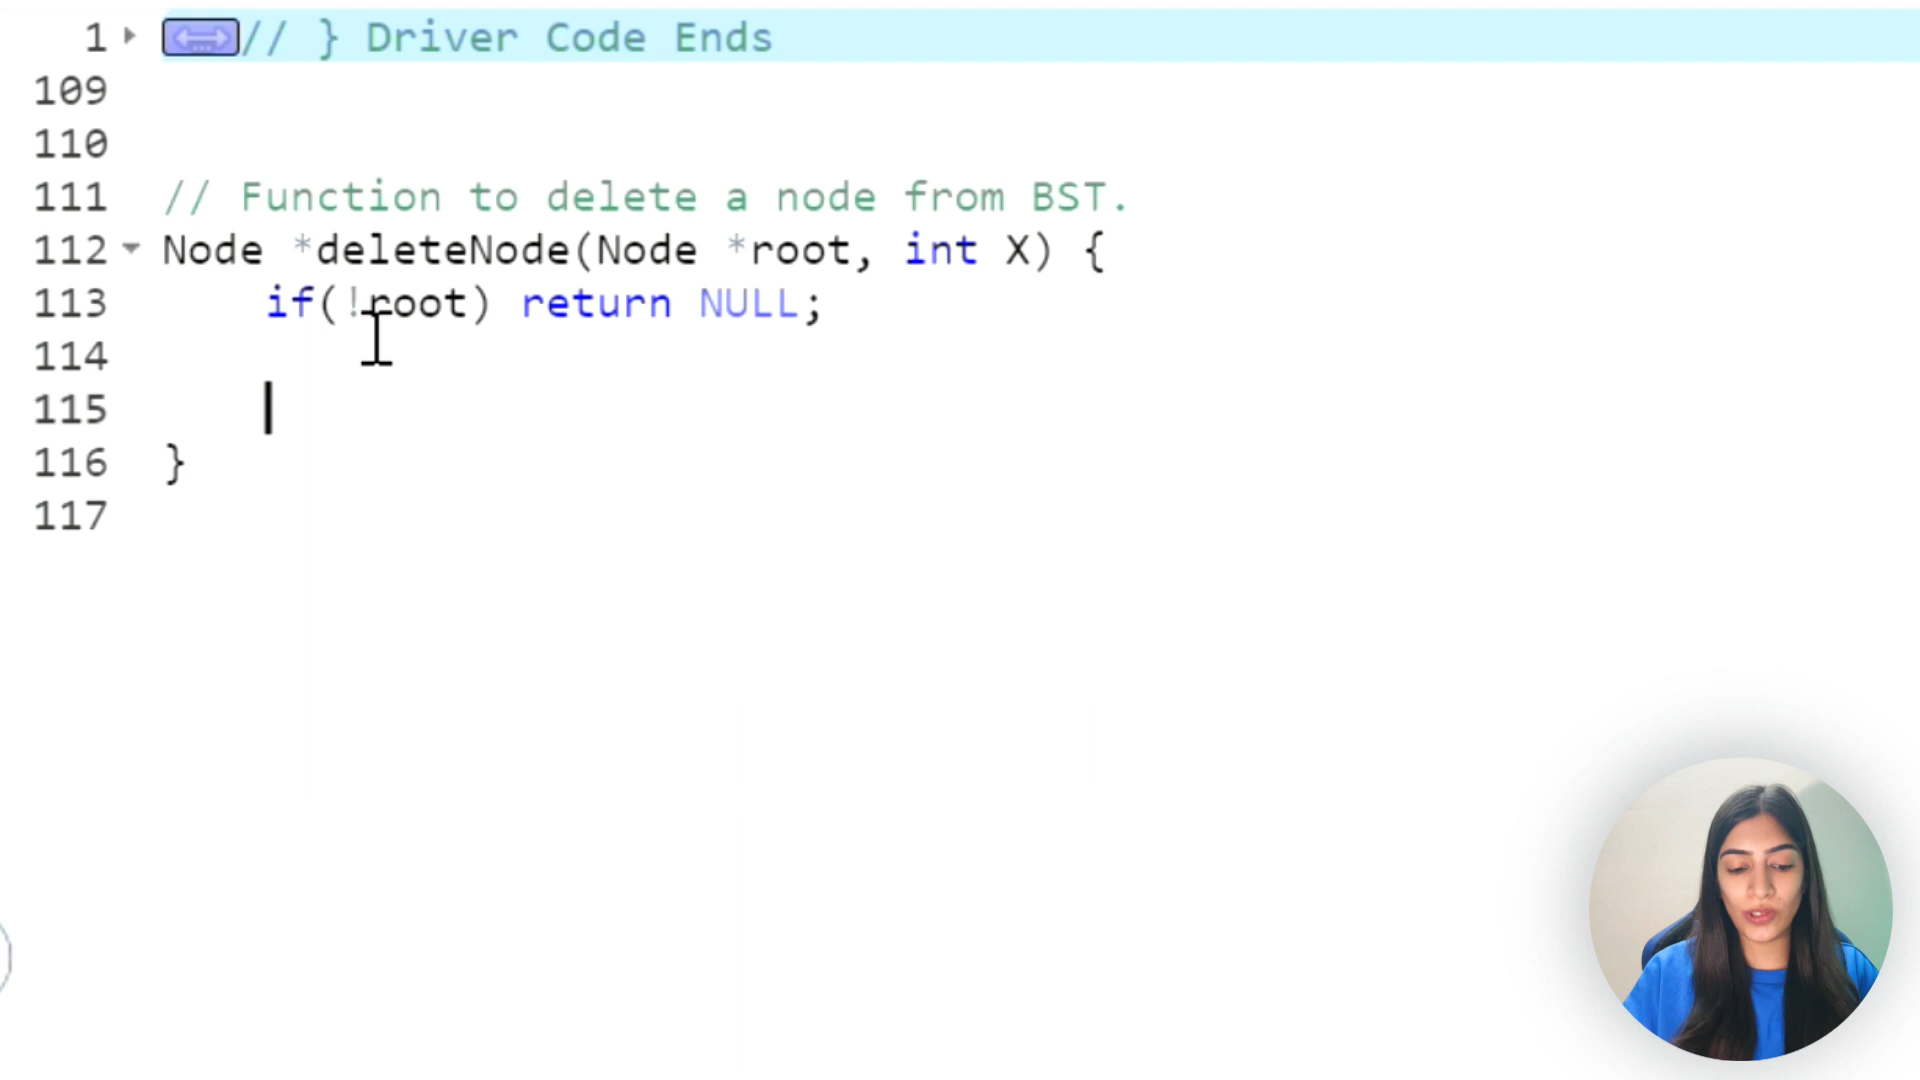 1 // } Driver Code Ends
109
110
111 // Function to delete a node from BST.
112 Node *deleteNode(Node *root, int X) {
113 if(!root) return NULL;
114
115
116 }
117